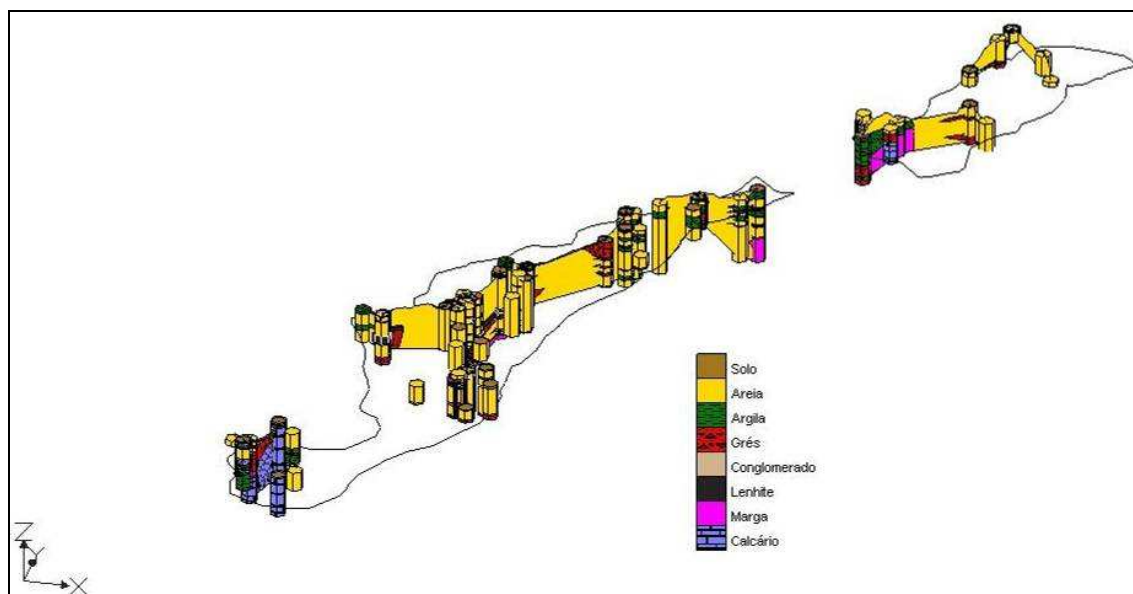 Solo
Areia
Argila
Grés
Conglomerado
Lenhite
Marga
Calcário
Z
Y
X